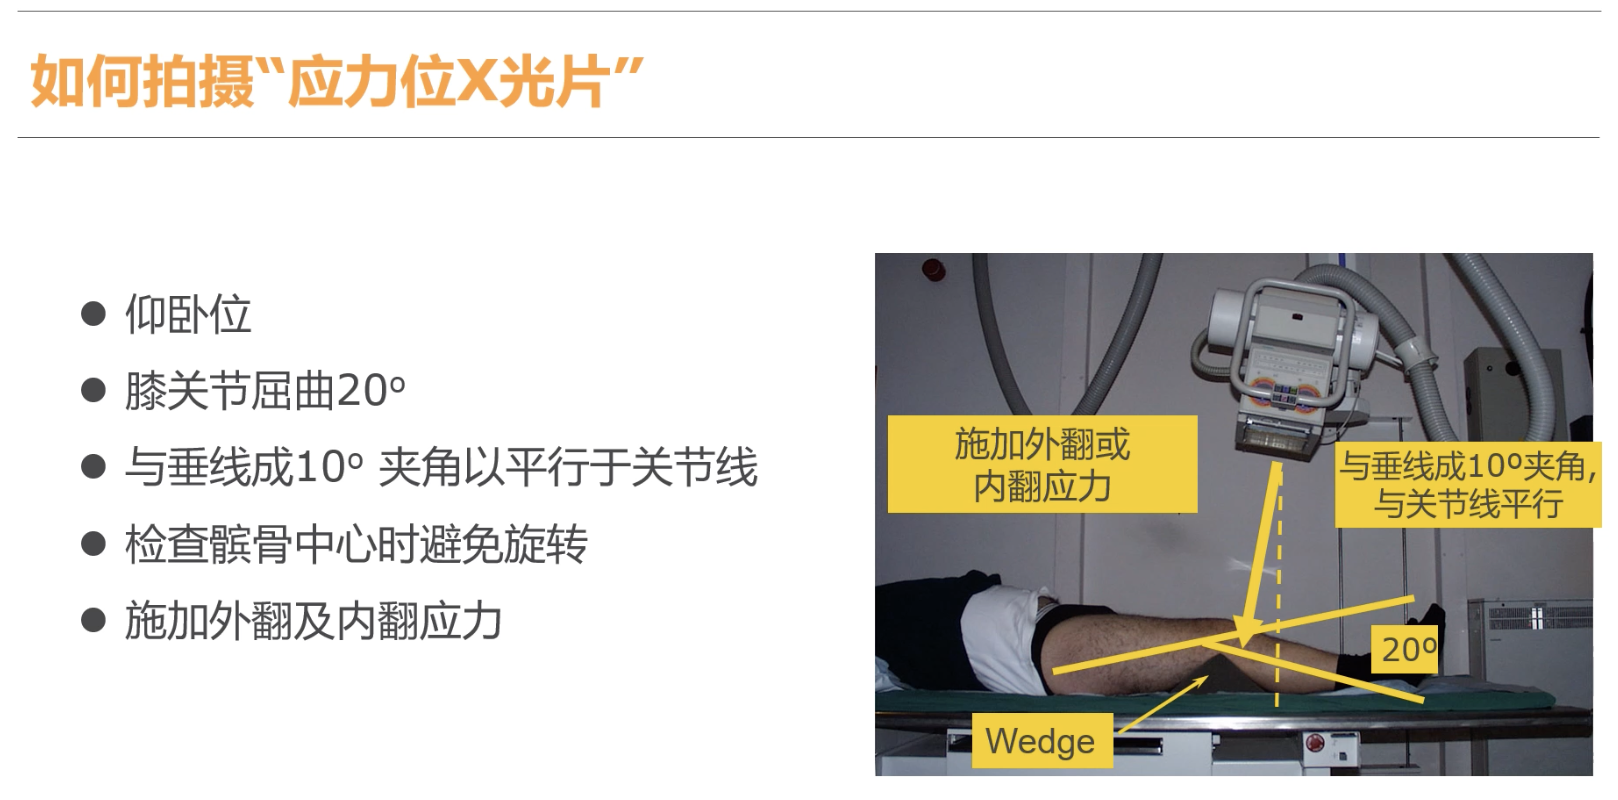 如何拍摄“应力位X光片”
● 仰卧位
● 膝关节屈曲20º
● 与垂线成10º 夹角以平行于关节线
● 检查髌骨中心时避免旋转
● 施加外翻及内翻应力
施加外翻或
内翻应力
与垂线成10º夹角,
与关节线平行
20º
Wedge